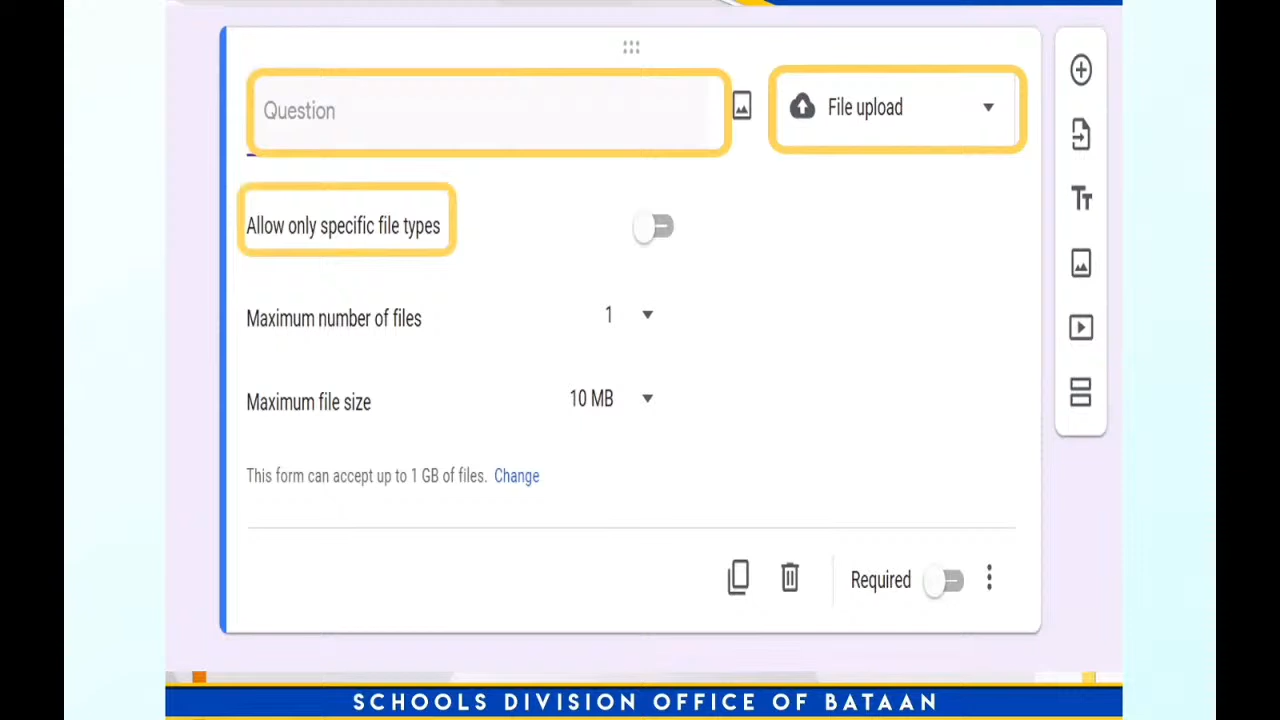 Question
File upload
Allow only specific file types
Maximum number of files 1
Maximum file size 10 MB
This form can accept up to 1 GB of files. Change
Required
SCHOOLS DIVISION OFFICE OF BATAAN